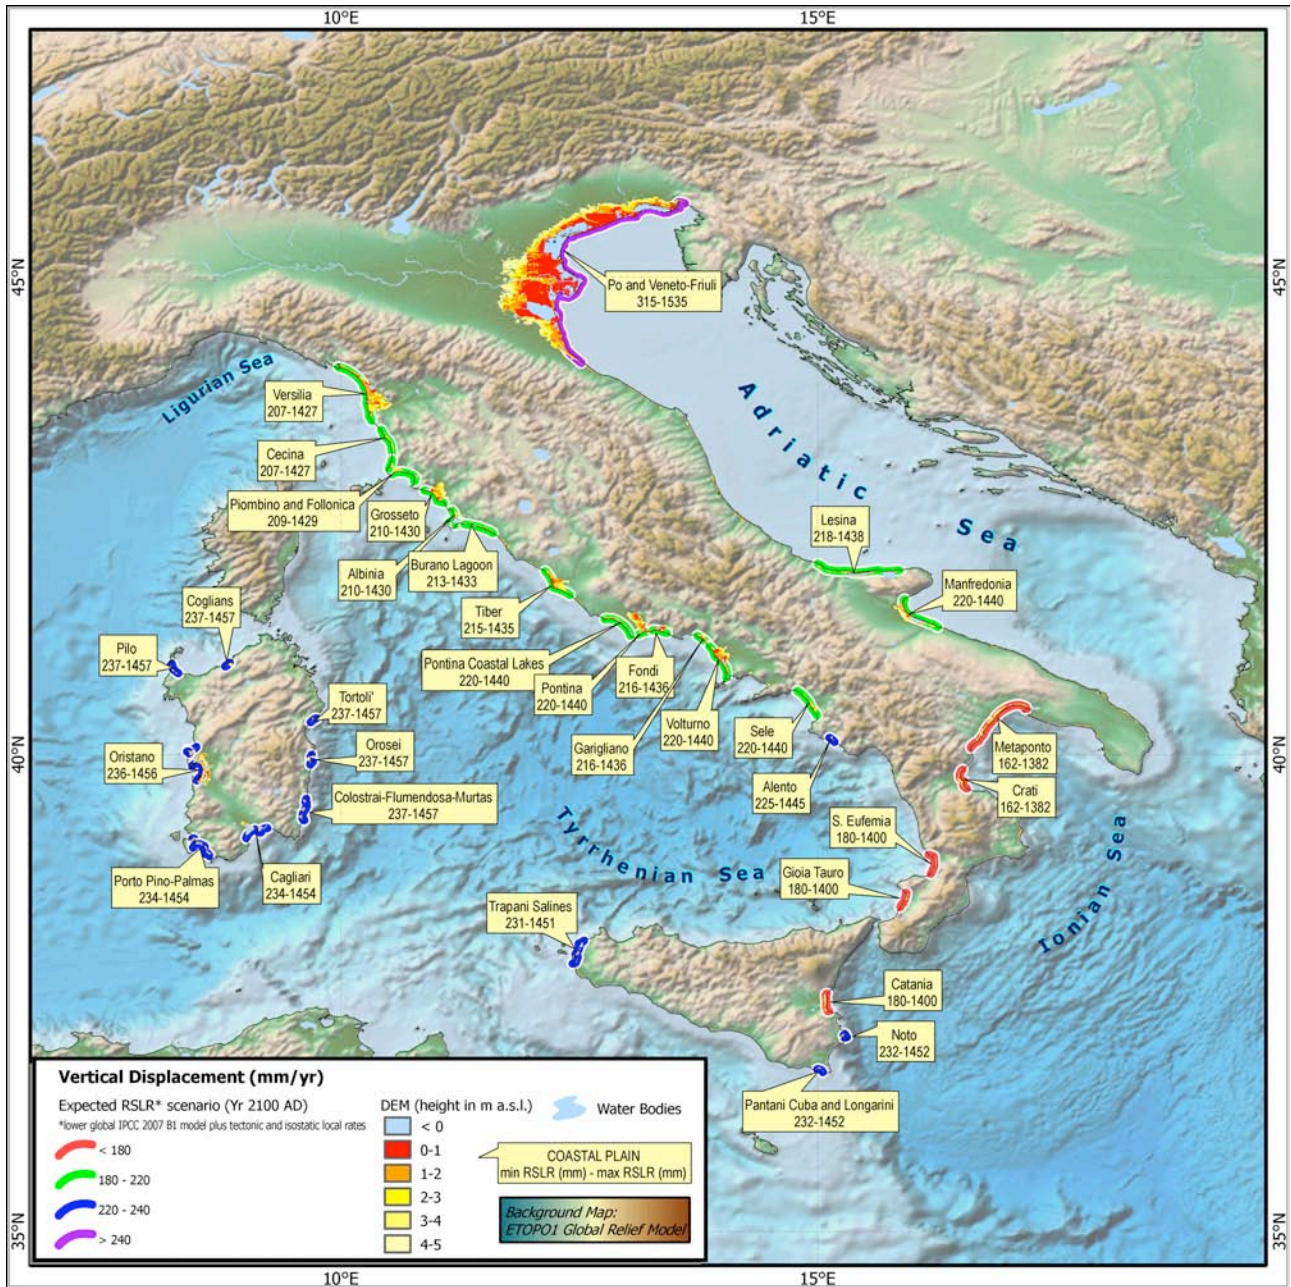 10°E
15°E
45°N
45°N
Po and Veneto-Friuli
315-1535
Ligurian Sea
Versilia
207-1427
Adriatic Sea
Cecina
207-1427
Piombino and Follonica
209-1429
Grosseto
210-1430
Lesina
218-1438
Albinia
210-1430
Burano Lagoon
213-1433
Manfredonia
220-1440
Coglians
237-1457
Tiber
215-1435
Pilo
237-1457
Pontina Coastal Lakes
220-1440
Fondi
216-1436
Pontina
220-1440
Tortoli'
237-1457
Volturno
220-1440
Sele
220-1440
Orosei
237-1457
Garigliano
216-1436
Metaponto
162-1382
40°N
40°N
Oristano
236-1456
Alento
225-1445
Crati
162-1382
Colostrai-Flumendosa-Murtas
237-1457
S. Eufemia
180-1400
Tyrrhenian Sea
Ionian Sea
Gioia Tauro
180-1400
Porto Pino-Palmas
234-1454
Cagliari
234-1454
Trapani Salines
231-1451
Catania
180-1400
Noto
232-1452
Pantani Cuba and Longarini
232-1452
Vertical Displacement (mm/yr)
Expected RSLR* scenario (Yr 2100 AD)
*lower global IPCC 2007 B1 model plus tectonic and isostatic local rates
< 180
180 - 220
220 - 240
> 240
DEM (height in m a.s.l.)
< 0
0-1
1-2
2-3
3-4
4-5
Water Bodies
COASTAL PLAIN
min RSLR (mm) - max RSLR (mm)
Background Map:
ETOPO1 Global Relief Model
35°N
35°N
10°E
15°E